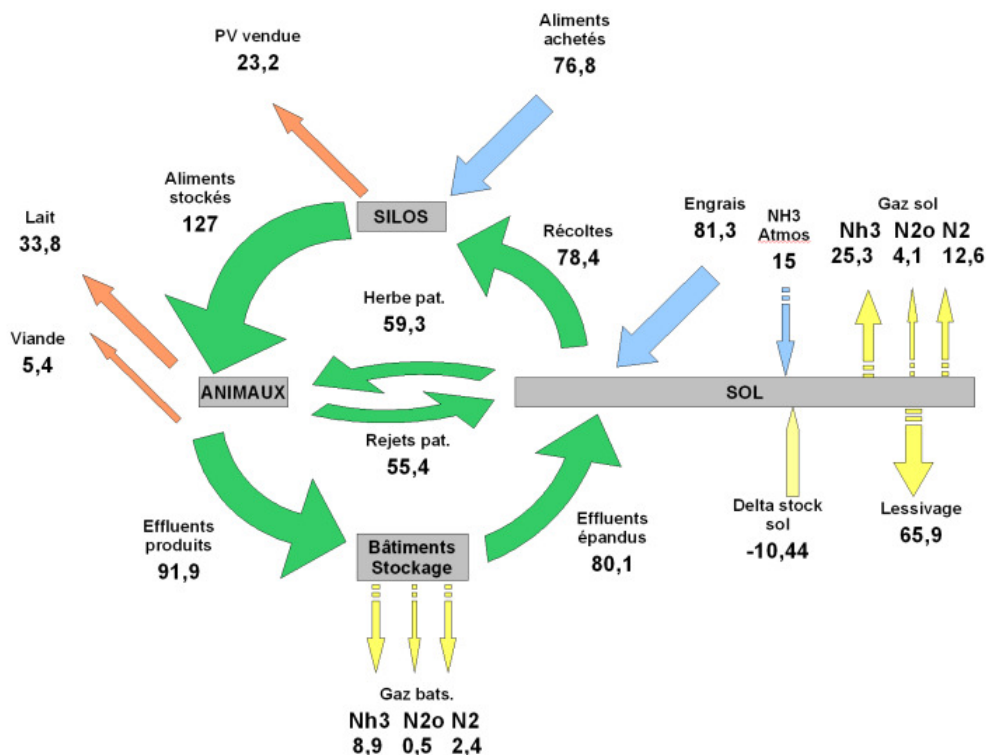 PV vendue
23,2
Aliments
achetés
76,8
Aliments
stockés
127
SILOS
Lait
33,8
Récoltes
78,4
Engrais
81,3
NH3
Atmos
15
Gaz sol
Nh3 N2o N2
25,3 4,1 12,6
Herbe pat.
59,3
Viande
5,4
ANIMAUX
SOL
Rejets pat.
55,4
Effluents
produits
91,9
Bâtiments
Stockage
Effluents
épandus
80,1
Delta stock
sol
-10,44
Lessivage
65,9
Gaz bats.
Nh3 N2o N2
8,9 0,5 2,4